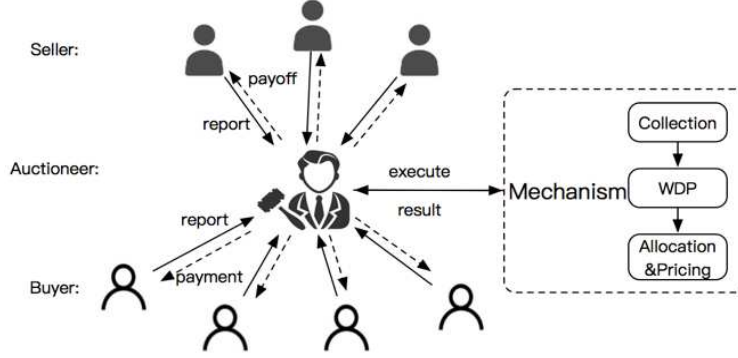 Seller:
payoff
report
Auctioneer:
execute
result
report
payment
Buyer:
Mechanism
Collection
WDP
Allocation
&Pricing